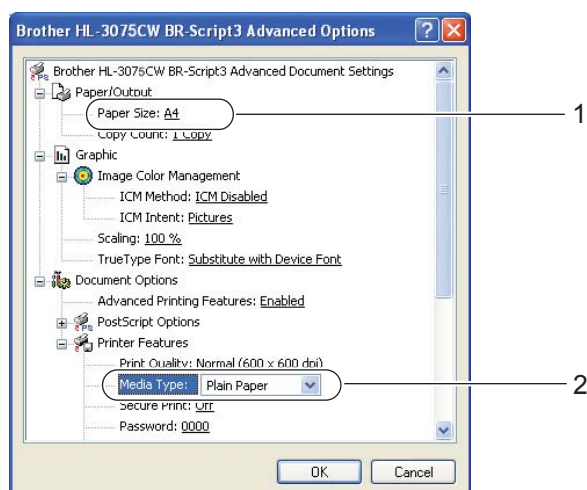 Brother HL-3075CW BR-Script3 Advanced Options
Brother HL-3075CW BR-Script3 Advanced Document Settings
Paper/Output
Paper Size: A4
1
Copy Count: 1 Copy
Graphic
Image Color Management
ICM Method: ICM Disabled
ICM Intent: Pictures
Scaling: 100 %
TrueType Font: Substitute with Device Font
Document Options
Advanced Printing Features: Enabled
PostScript Options
Printer Features
Print Quality: Normal (600 x 600 dpi)
Media Type: Plain Paper
2
Secure Print: Off
Password: 0000
OK Cancel